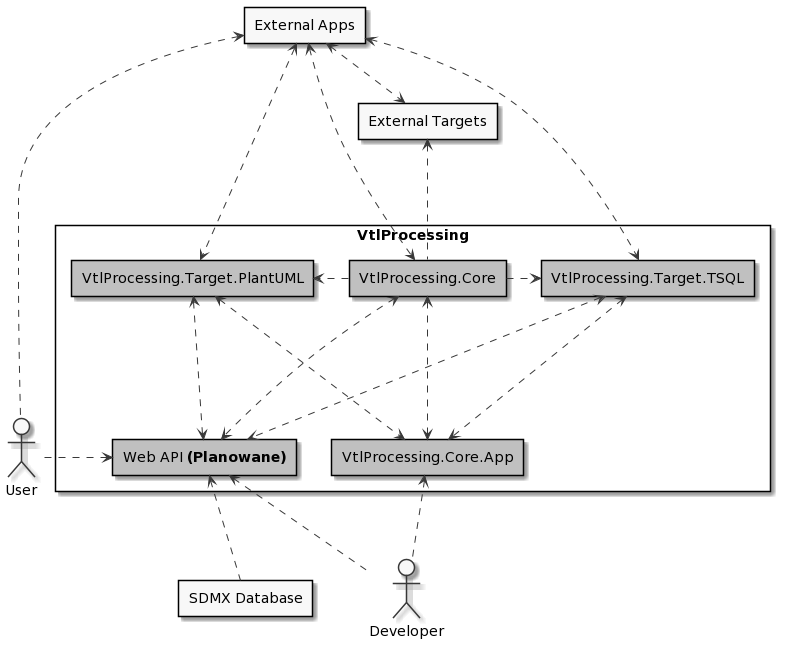 External Apps
External Targets
VtlProcessing
VtlProcessing.Target.PlantUML
VtlProcessing.Core
VtlProcessing.Target.TSQL
Web API (Planowane)
VtlProcessing.Core.App
User
SDMX Database
Developer